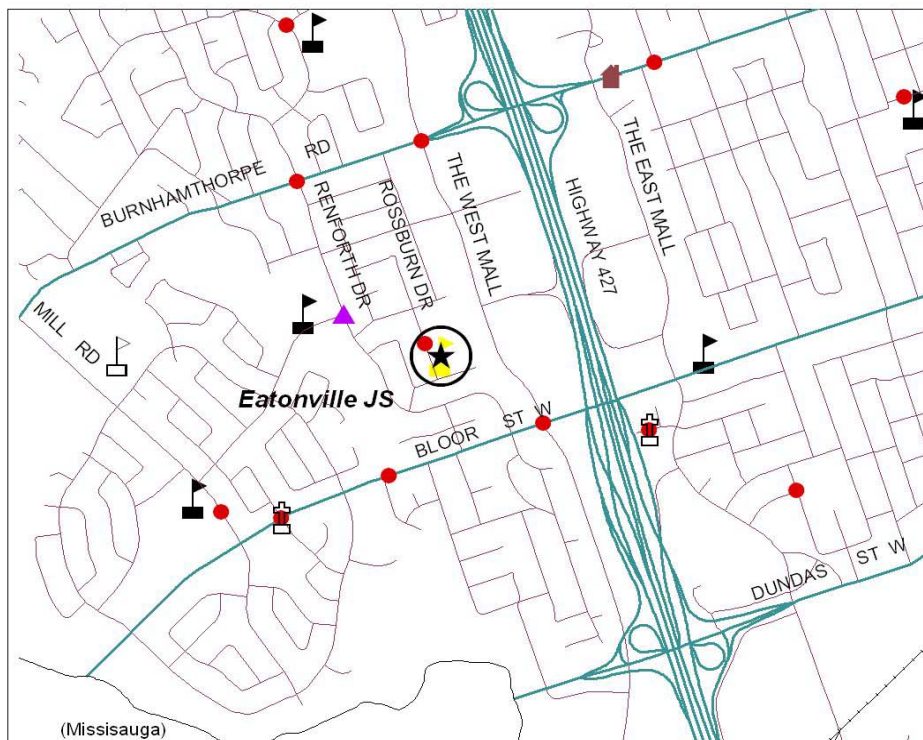 BURNHAMTHORPE RD
RENFORTH DR
ROSSBURN DR
THE WEST MALL
HIGHWAY 427
THE EAST MALL
MILL RD
Eatonville JS
BLOOR ST W
DUNDAS ST W
(Missisauga)